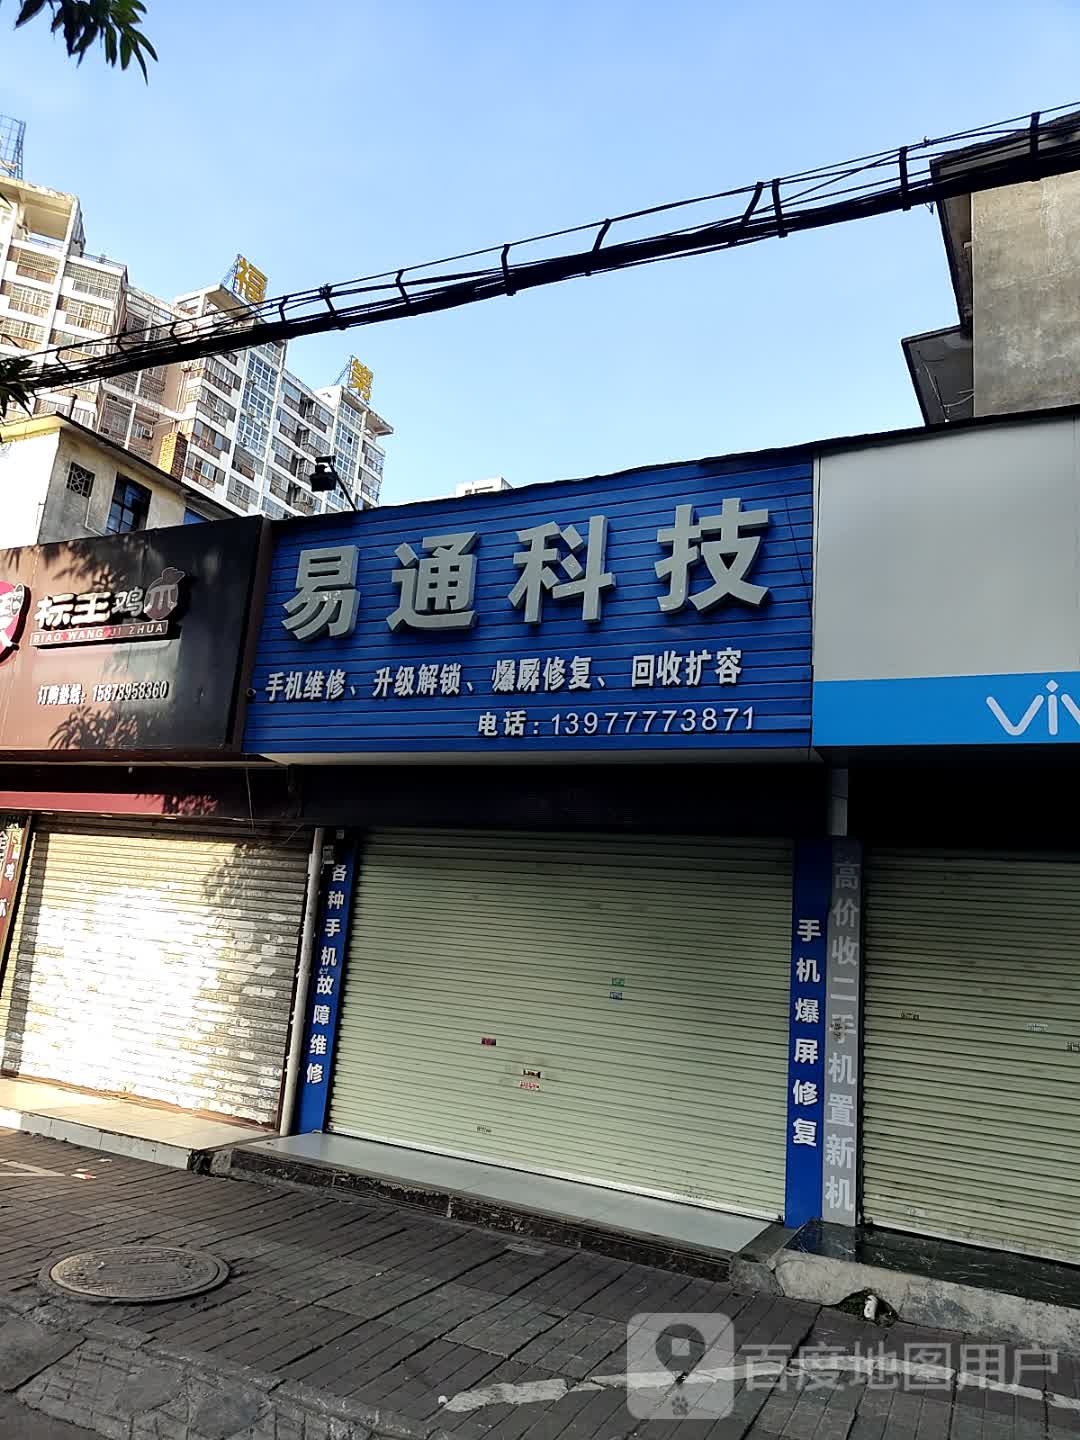 福
第
标王鸡爪
BIAO WANG JI ZHUA
订购热线: 15878958360
易通科技
手机维修、升级解锁、爆屏修复、回收扩容
电话: 13977773871
viv
各种手机故障维修
手机爆屏修复
高价收二手机置新机
百度地图用户